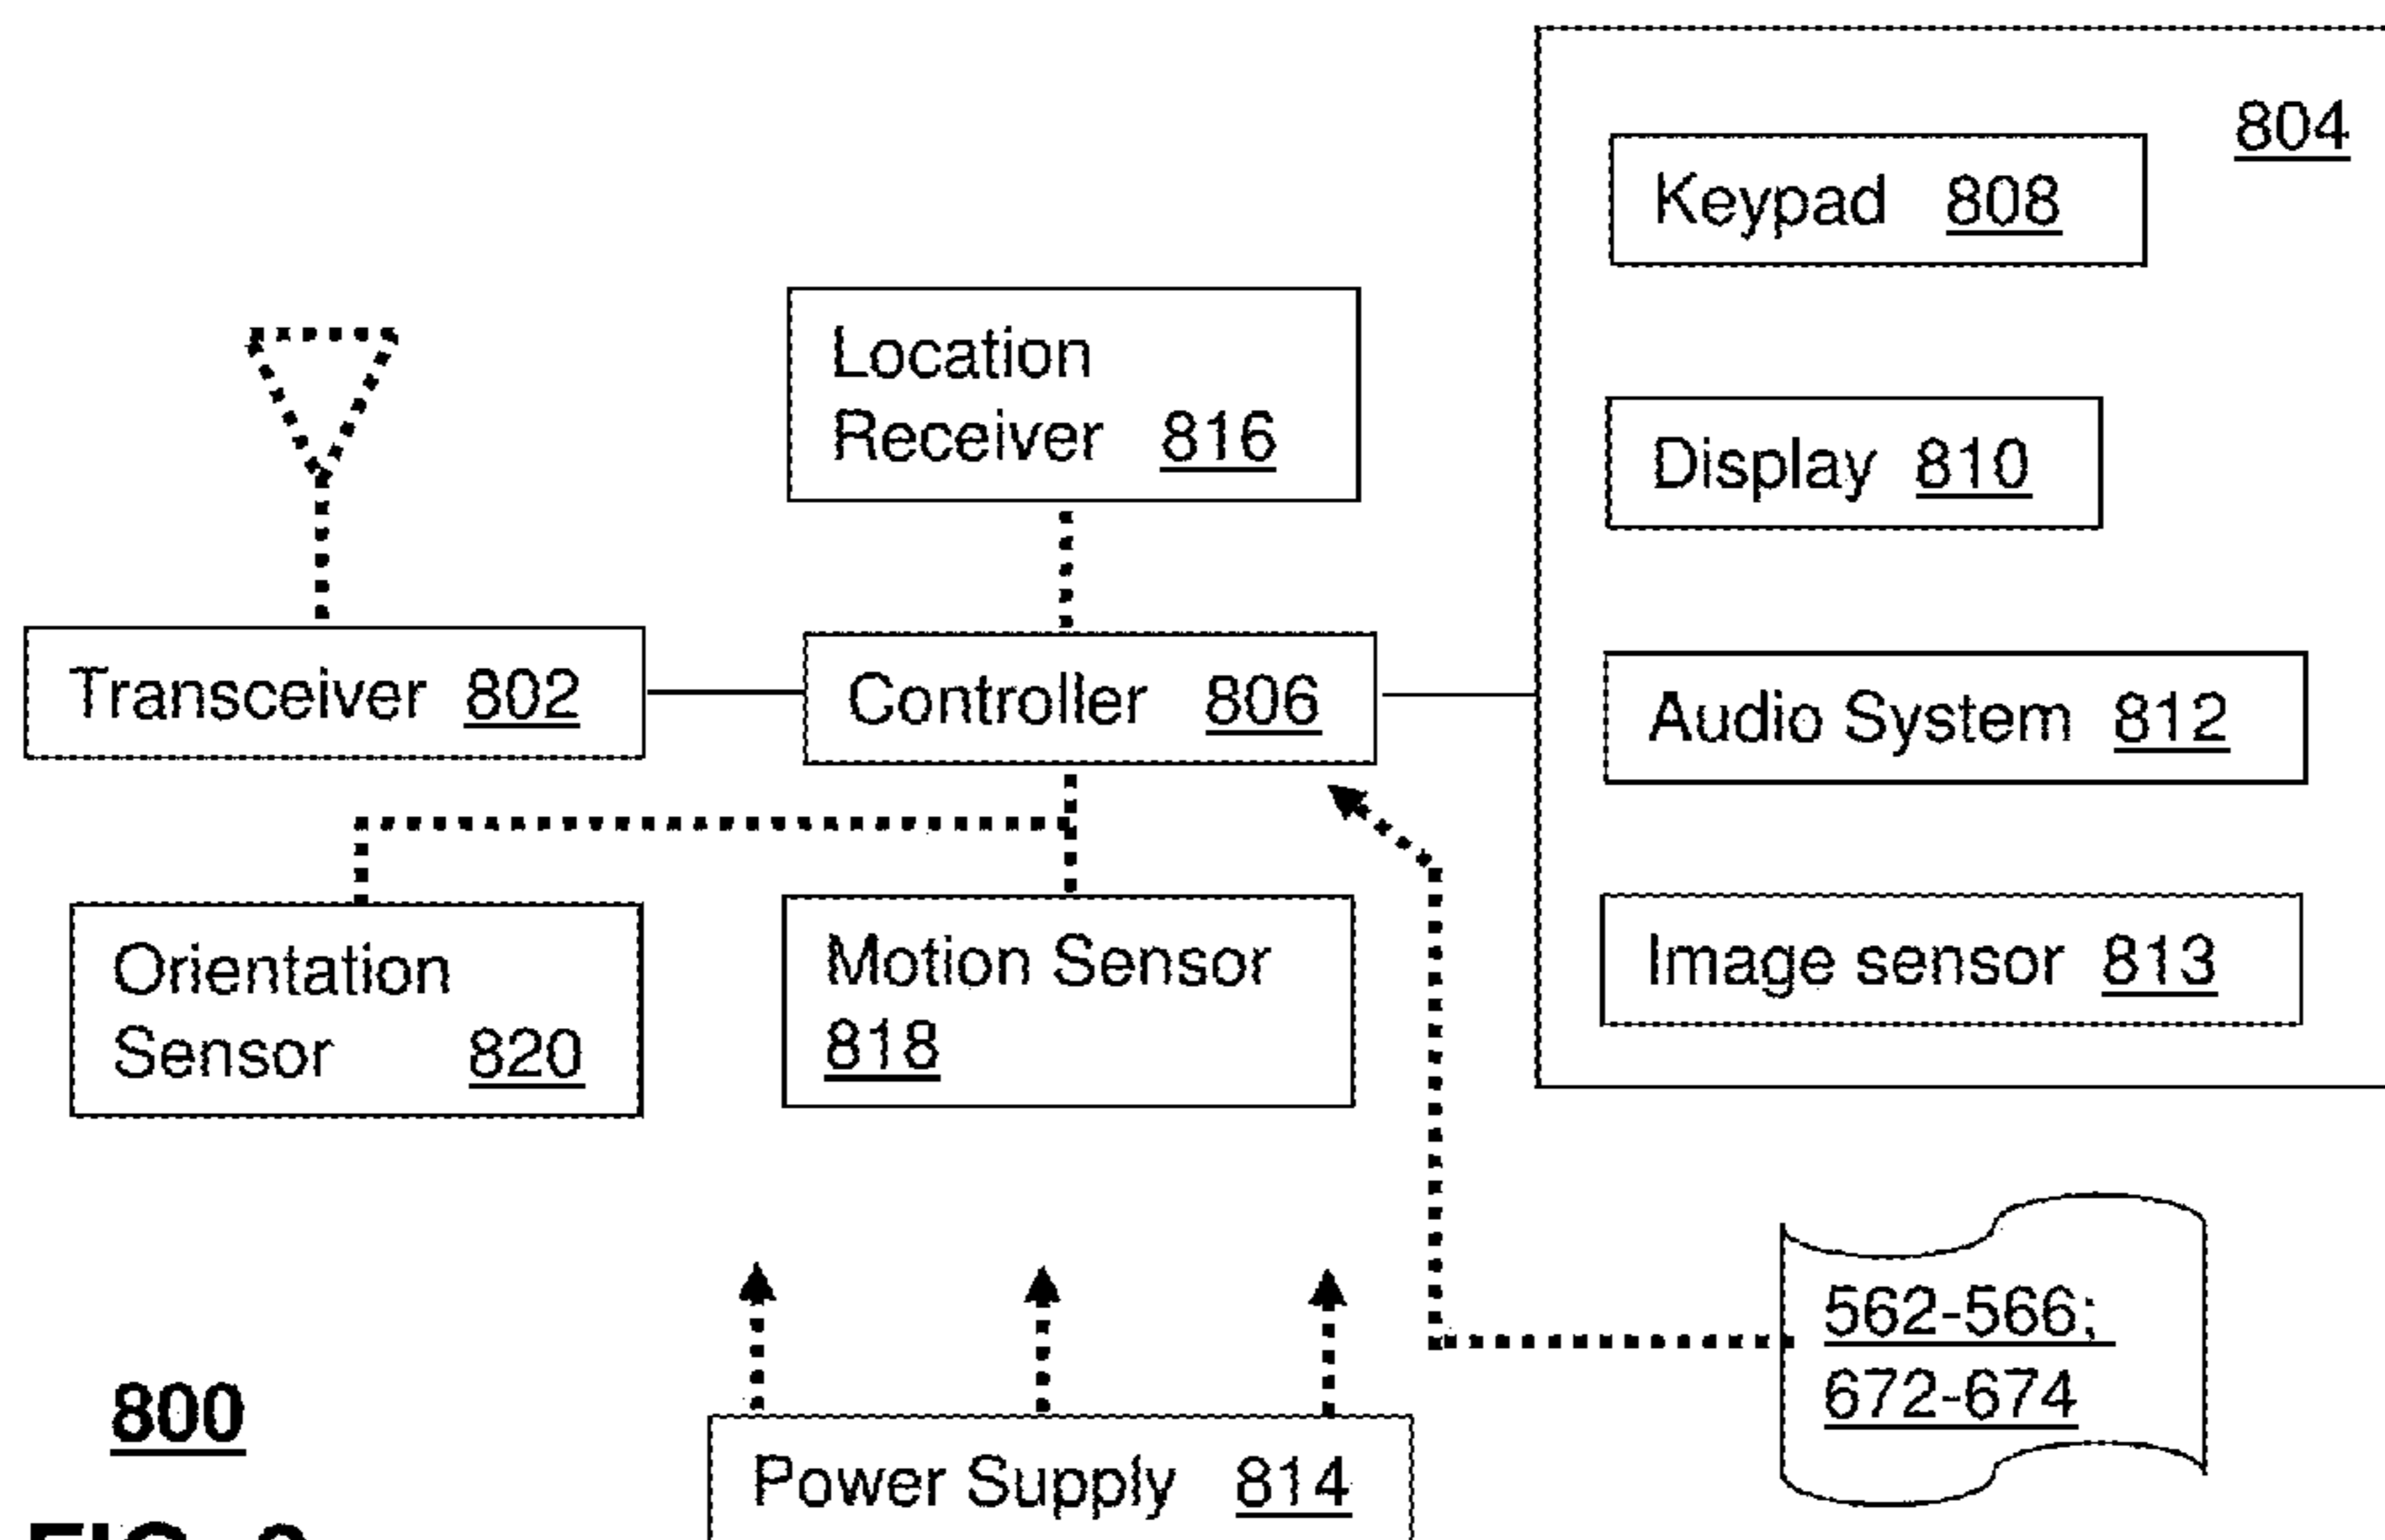 804
Keypad 808
Location
Receiver 816
Display 810
Transceiver 802
Controller 806
Audio System 812
Orientation
Sensor 820
Motion Sensor
818
Image sensor 813
562-566;
672-674
800
Power Supply 814